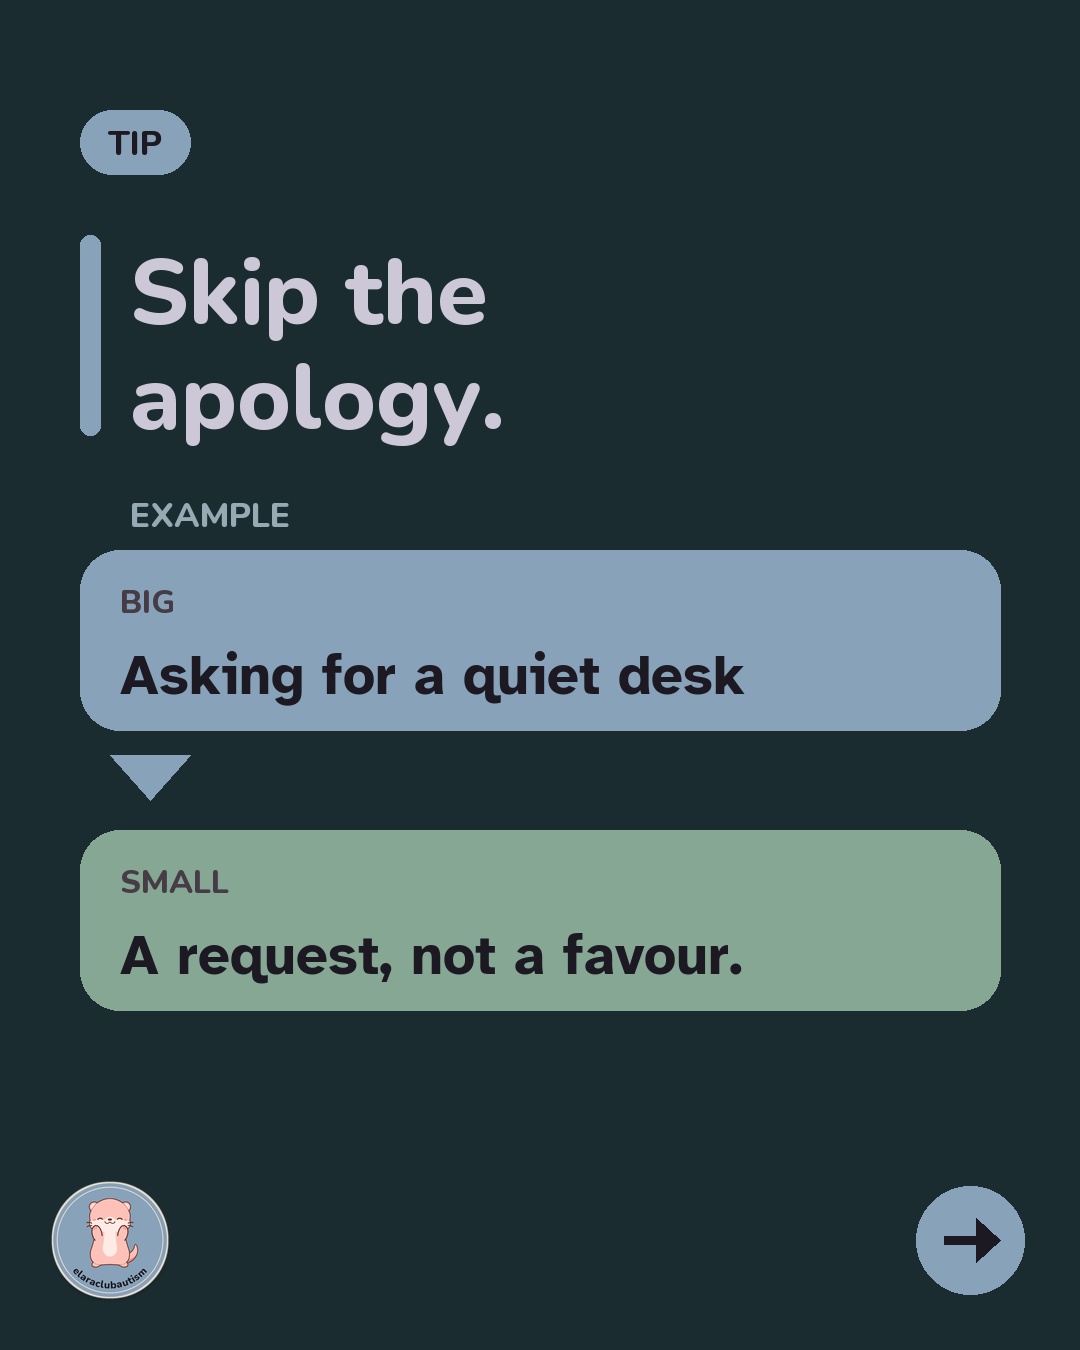 TIP
Skip the
apology.
EXAMPLE
BIG
Asking for a quiet desk
SMALL
A request, not a favour.
elaraclubautism